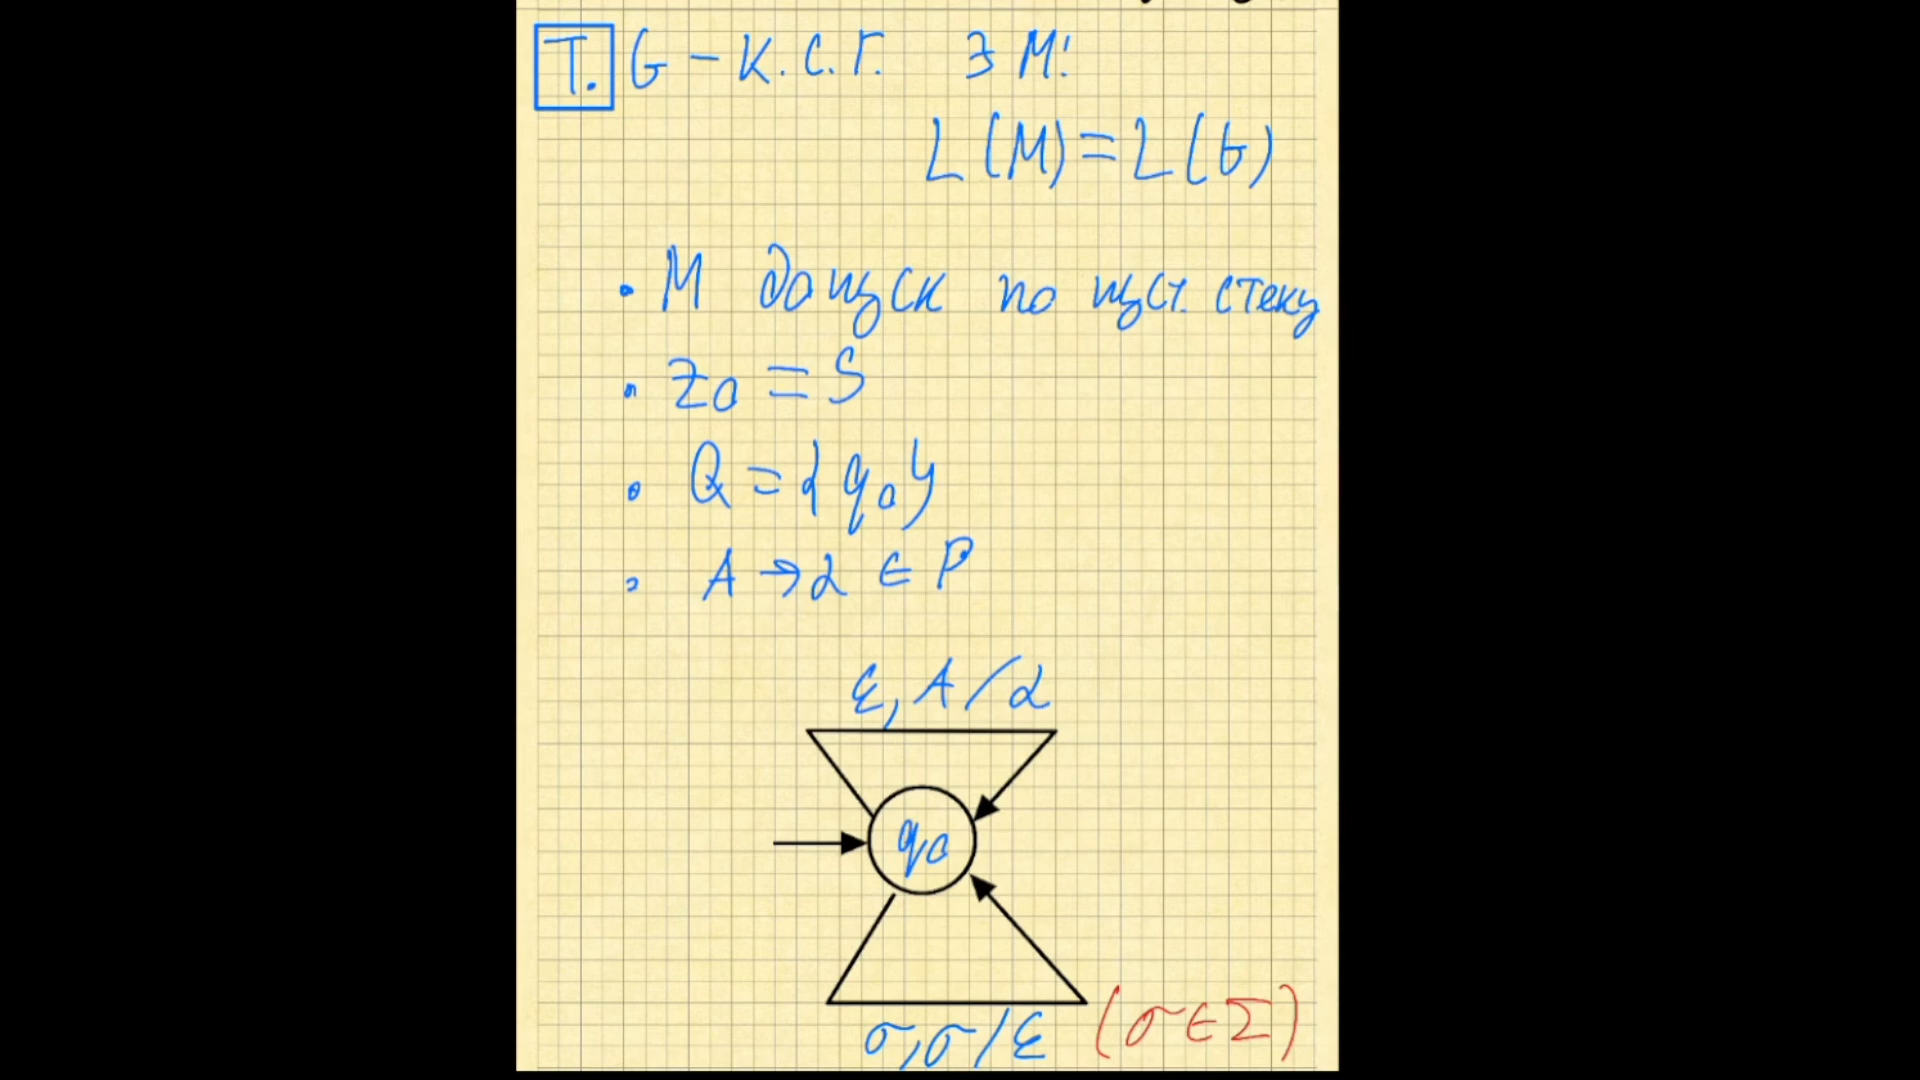 T. G - К.С.Г. ∃ M:
L(M) = L(G)
• M допуск по пуст. стеку
• z0 = S
• Q = {q0}
• A → α ∈ P
ε, A / α
q0
σ, σ / ε (σ ∈ Σ)